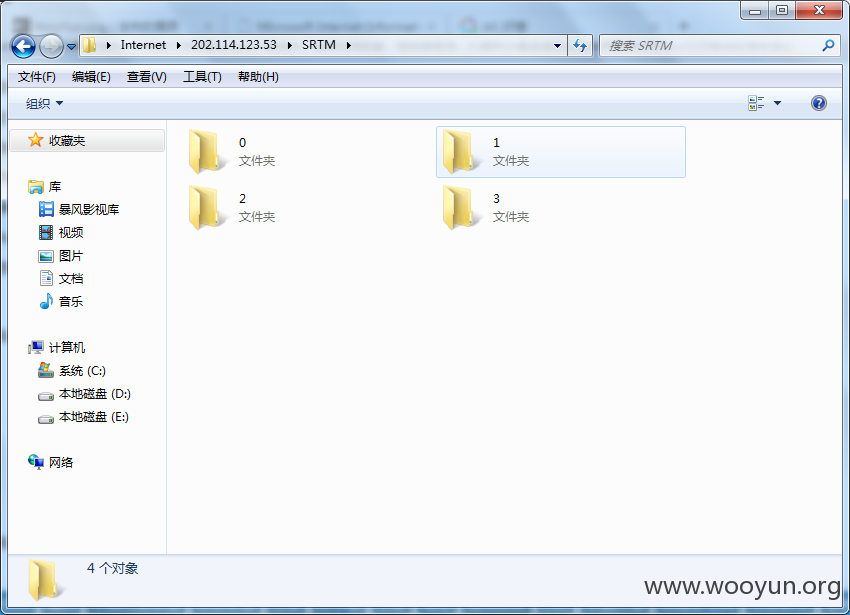 Internet 202.114.123.53 SRTM
搜索 SRTM
文件(F) 编辑(E) 查看(V) 工具(T) 帮助(H)
组织
收藏夹
库
暴风影视库
视频
图片
文档
音乐
计算机
系统 (C:)
本地磁盘 (D:)
本地磁盘 (E:)
网络
0
文件夹
1
文件夹
2
文件夹
3
文件夹
4 个对象
www.wooyun.org